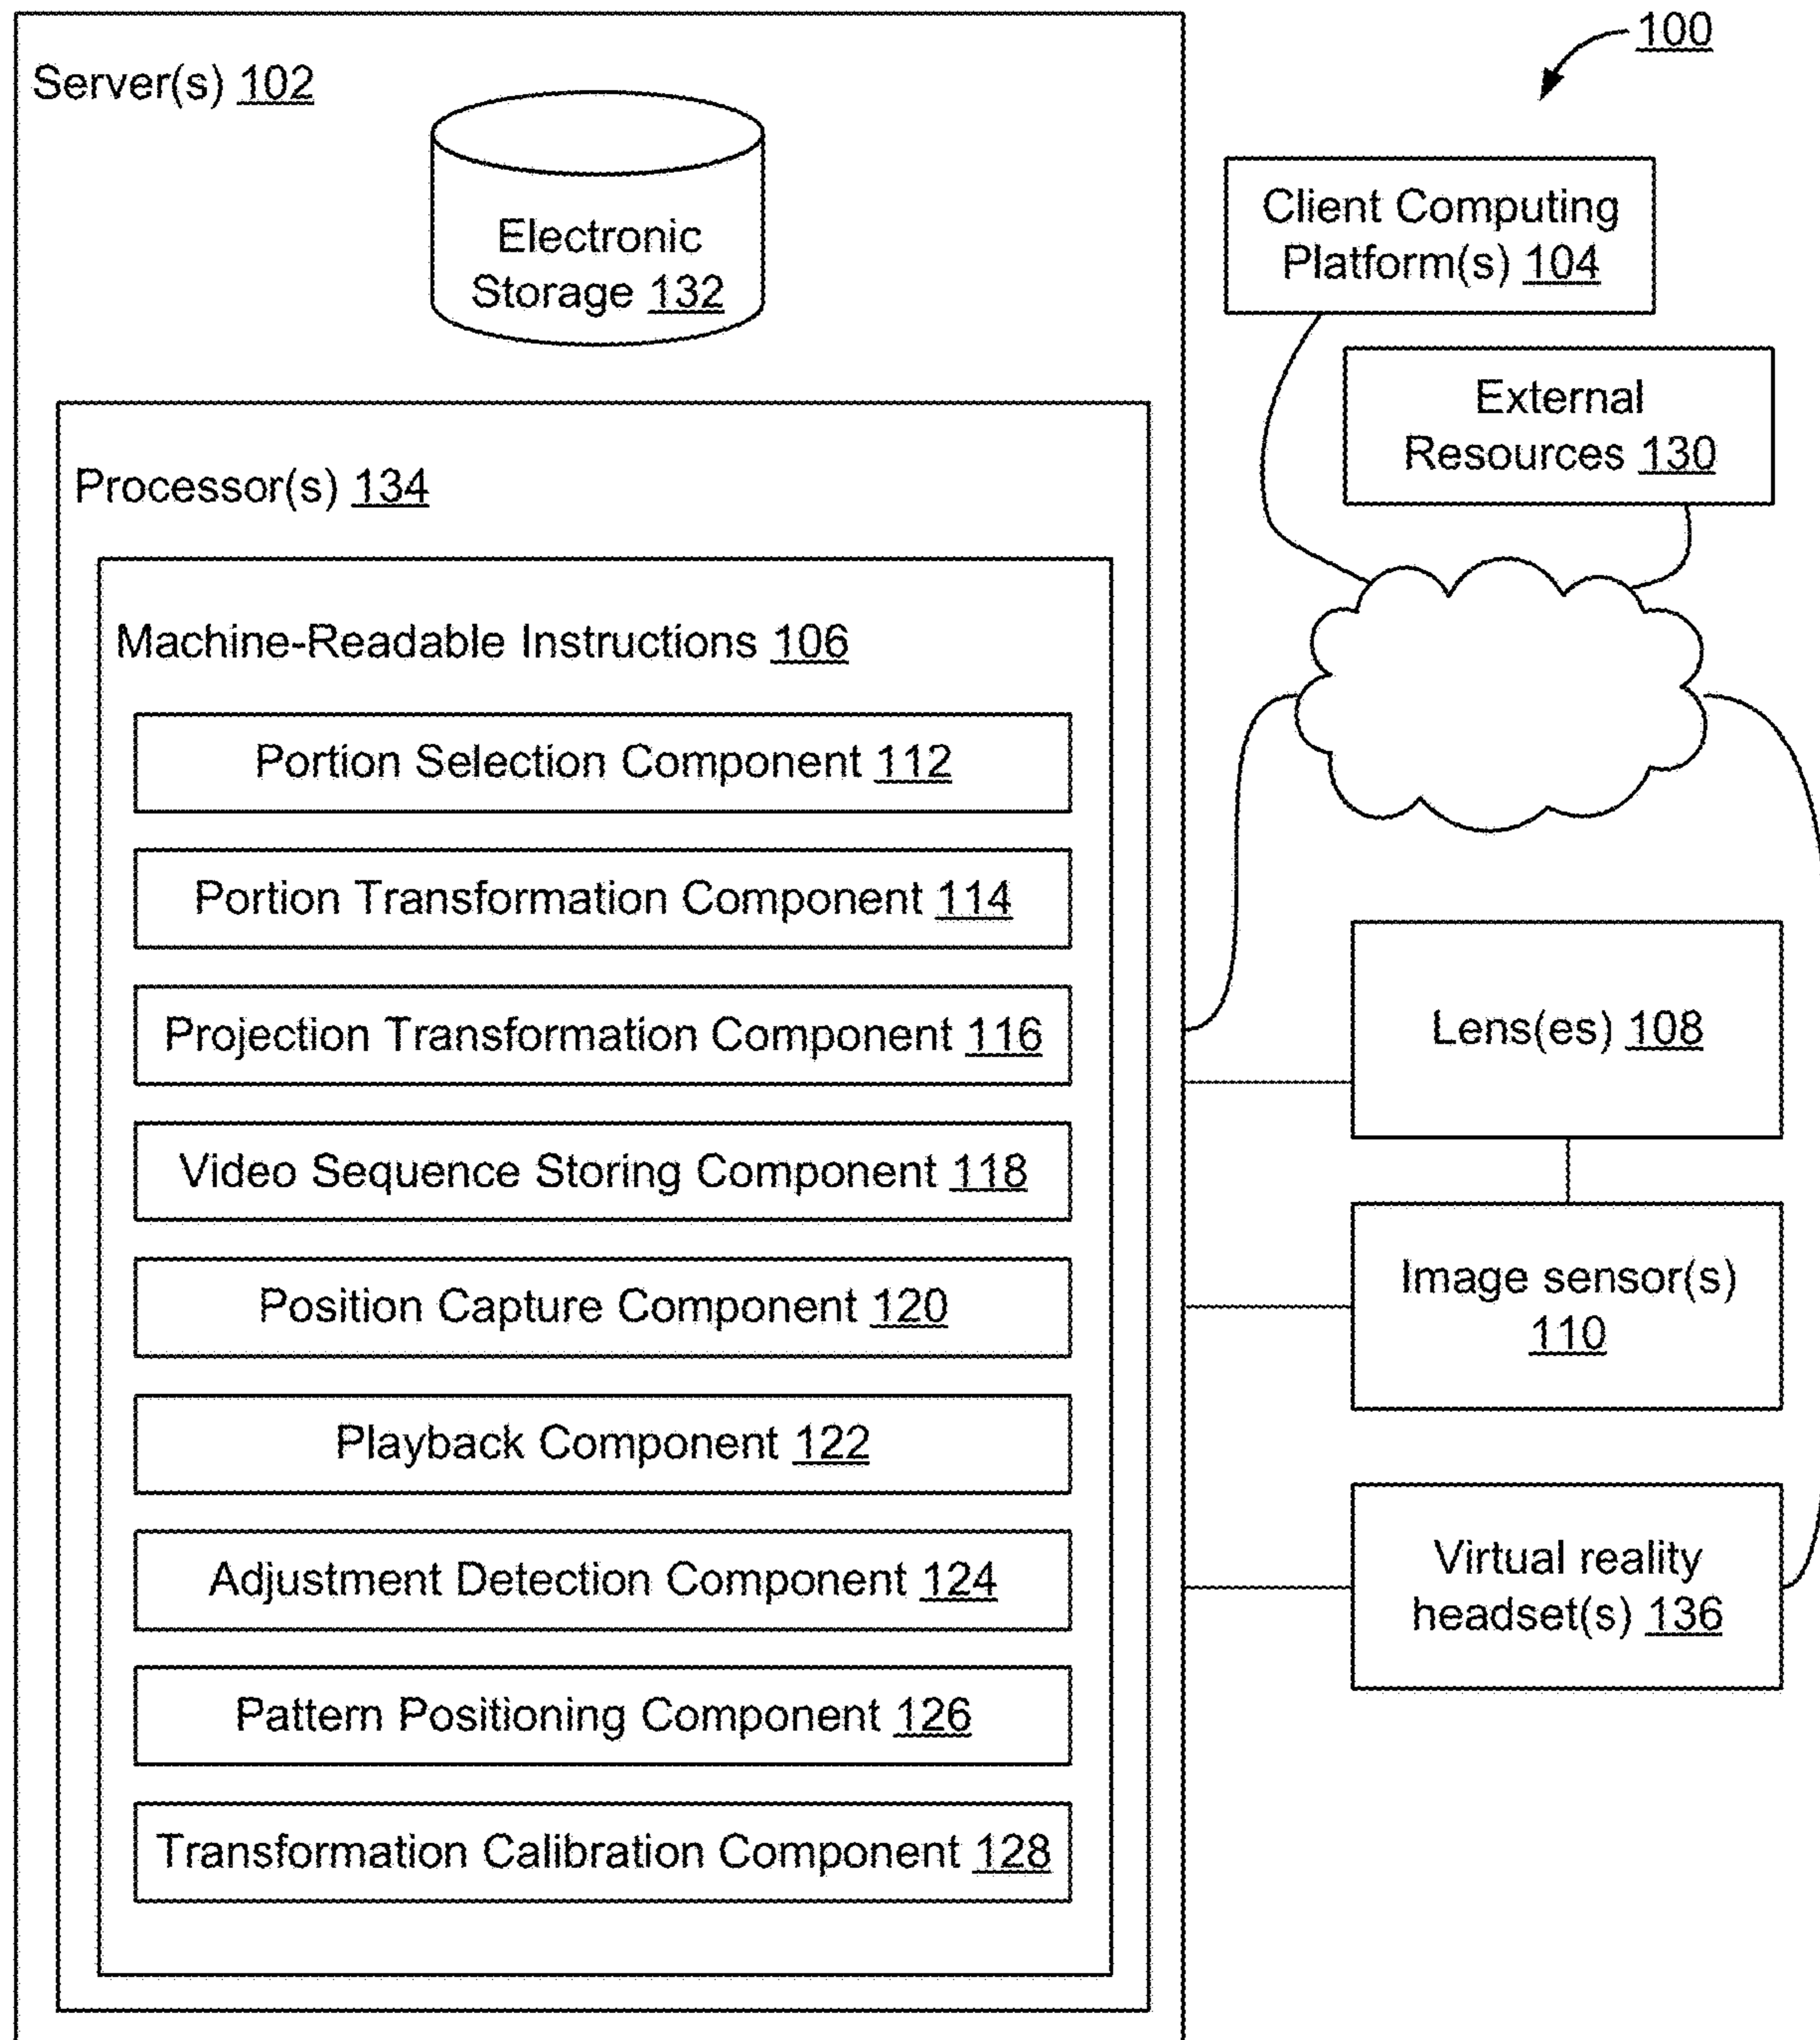 100
Server(s) 102
Electronic
Storage 132
Client Computing
Platform(s) 104
External
Resources 130
Processor(s) 134
Machine-Readable Instructions 106
Portion Selection Component 112
Portion Transformation Component 114
Projection Transformation Component 116
Video Sequence Storing Component 118
Position Capture Component 120
Playback Component 122
Adjustment Detection Component 124
Pattern Positioning Component 126
Transformation Calibration Component 128
Lens(es) 108
Image sensor(s)
110
Virtual reality
headset(s) 136